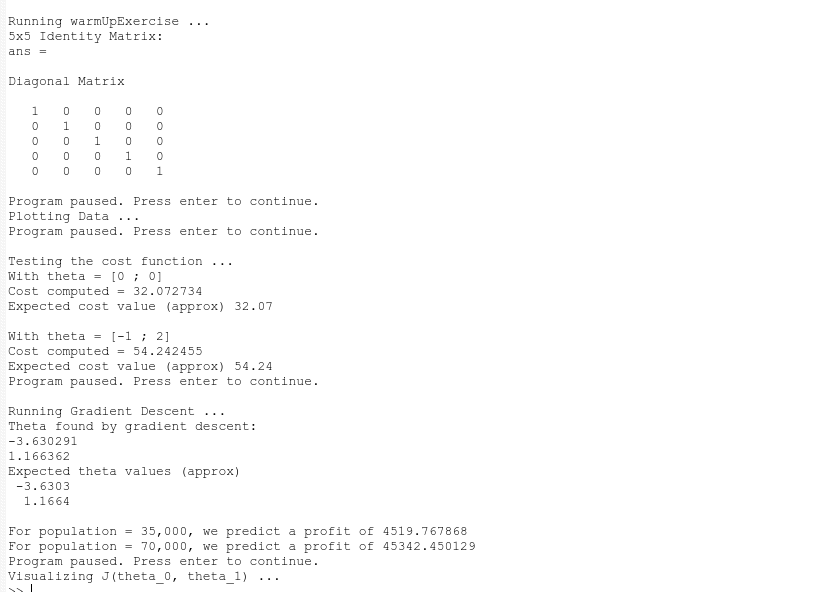 Running warmUpExercise ...
5x5 Identity Matrix:
ans =
Diagonal Matrix
1 0 0 0 0
0 1 0 0 0
0 0 1 0 0
0 0 0 1 0
0 0 0 0 1
Program paused. Press enter to continue.
Plotting Data ...
Program paused. Press enter to continue.
Testing the cost function ...
With theta = [0 ; 0]
Cost computed = 32.072734
Expected cost value (approx) 32.07
With theta = [-1 ; 2]
Cost computed = 54.242455
Expected cost value (approx) 54.24
Program paused. Press enter to continue.
Running Gradient Descent ...
Theta found by gradient descent:
-3.630291
1.166362
Expected theta values (approx)
-3.6303
1.1664
For population = 35,000, we predict a profit of 4519.767868
For population = 70,000, we predict a profit of 45342.450129
Program paused. Press enter to continue.
Visualizing J(theta_0, theta_1) ...
>>